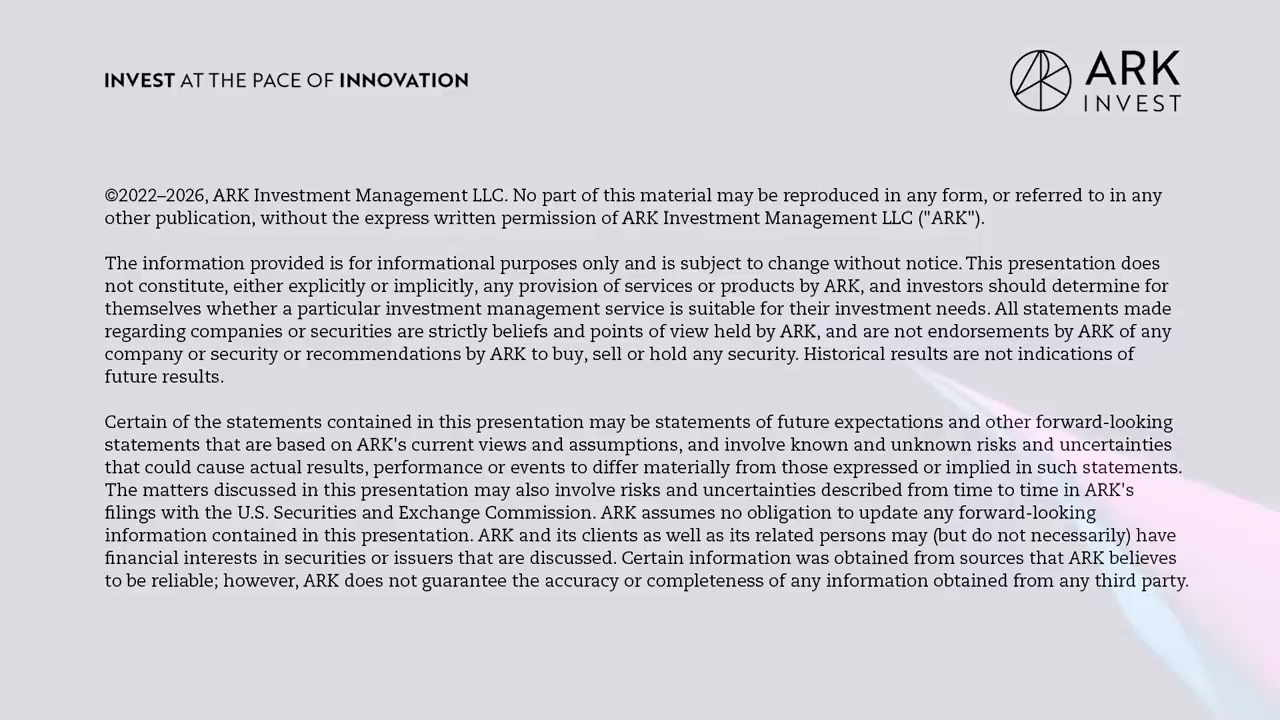 INVEST AT THE PACE OF INNOVATION
ARK
INVEST
©2022–2026, ARK Investment Management LLC. No part of this material may be reproduced in any form, or referred to in any
other publication, without the express written permission of ARK Investment Management LLC ("ARK").
The information provided is for informational purposes only and is subject to change without notice. This presentation does
not constitute, either explicitly or implicitly, any provision of services or products by ARK, and investors should determine for
themselves whether a particular investment management service is suitable for their investment needs. All statements made
regarding companies or securities are strictly beliefs and points of view held by ARK, and are not endorsements by ARK of any
company or security or recommendations by ARK to buy, sell or hold any security. Historical results are not indications of
future results.
Certain of the statements contained in this presentation may be statements of future expectations and other forward-looking
statements that are based on ARK's current views and assumptions, and involve known and unknown risks and uncertainties
that could cause actual results, performance or events to differ materially from those expressed or implied in such statements.
The matters discussed in this presentation may also involve risks and uncertainties described from time to time in ARK's
filings with the U.S. Securities and Exchange Commission. ARK assumes no obligation to update any forward-looking
information contained in this presentation. ARK and its clients as well as its related persons may (but do not necessarily) have
financial interests in securities or issuers that are discussed. Certain information was obtained from sources that ARK believes
to be reliable; however, ARK does not guarantee the accuracy or completeness of any information obtained from any third party.